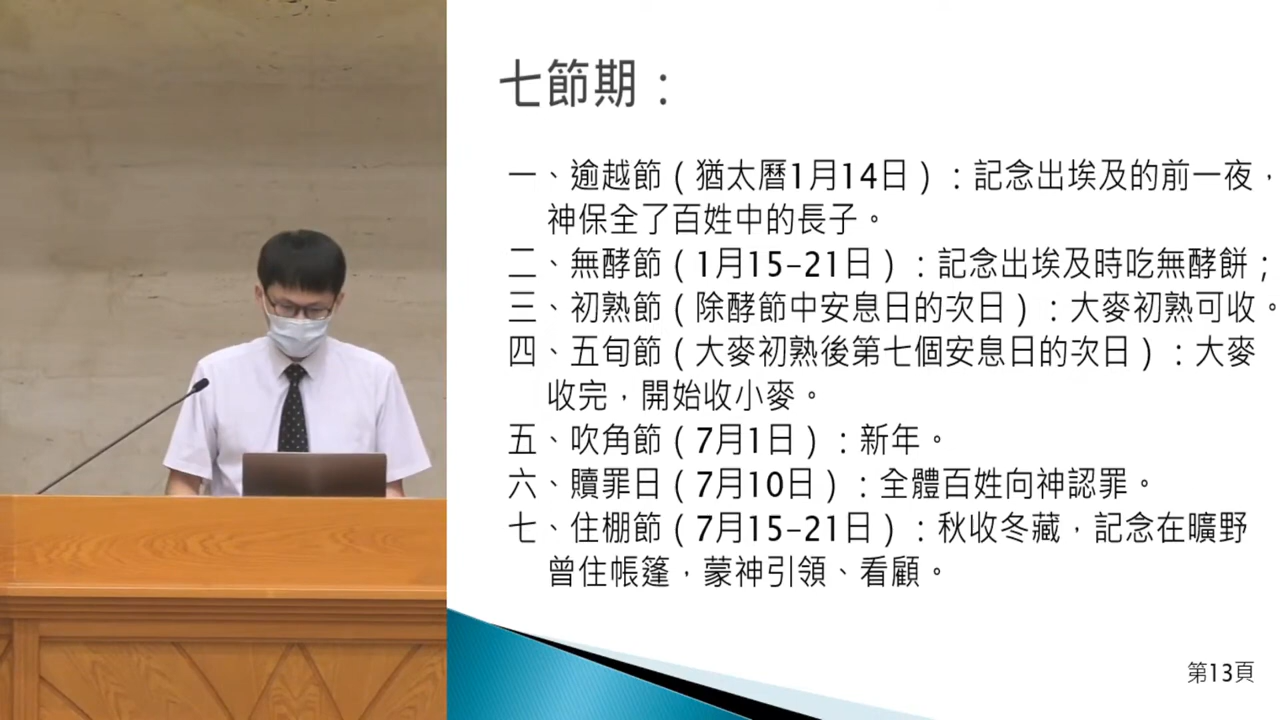 七節期：
一、逾越節（猶太曆1月14日）：記念出埃及的前一夜，
神保全了百姓中的長子。
二、無酵節（1月15-21日）：記念出埃及時吃無酵餅；
三、初熟節（除酵節中安息日的次日）：大麥初熟可收。
四、五旬節（大麥初熟後第七個安息日的次日）：大麥
收完，開始收小麥。
五、吹角節（7月1日）：新年。
六、贖罪日（7月10日）：全體百姓向神認罪。
七、住棚節（7月15-21日）：秋收冬藏，記念在曠野
曾住帳篷，蒙神引領、看顧。
第13頁